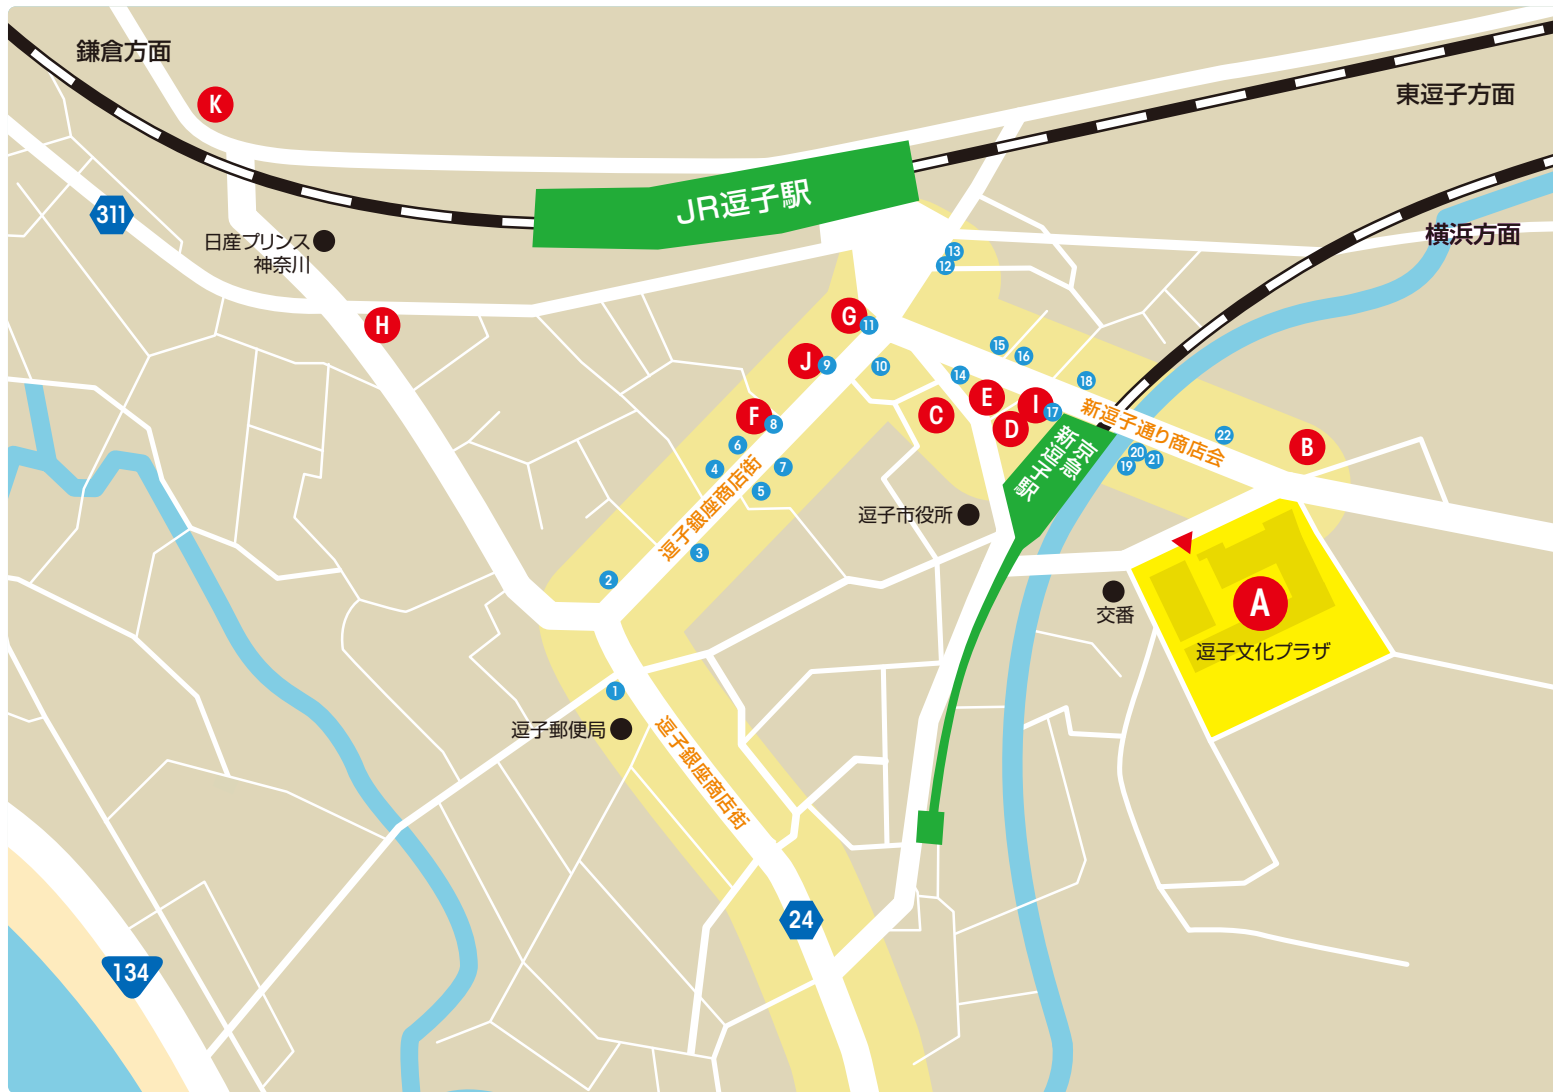 鎌倉方面
K
東逗子方面
JR逗子駅
311
日産プリンス
神奈川
横浜方面
13
12
H
G
11
15
16
J
9
10
14
18
E
I
17
C
D
F
8
新逗子通り商店会
22
B
6
4
7
5
20
19
21
京急
新逗子駅
逗子銀座商店街
逗子市役所
3
2
交番
A
逗子文化プラザ
1
逗子郵便局
逗子銀座商店街
24
134